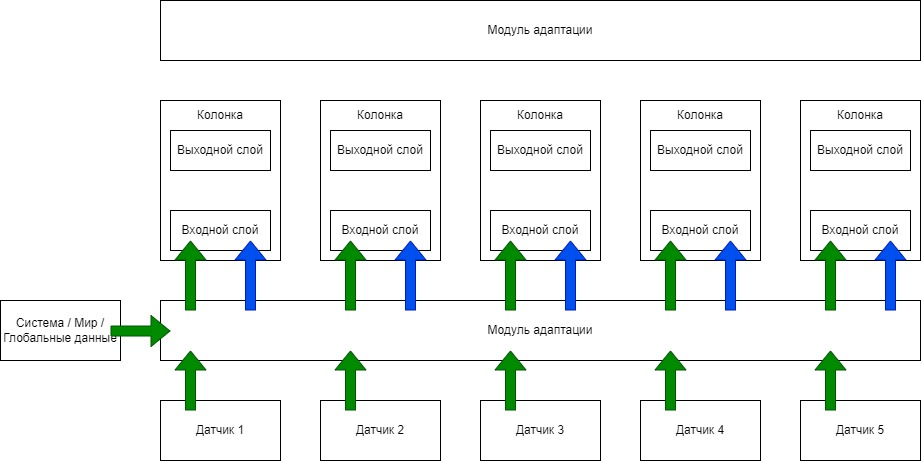 Модуль адаптации
Колонка
Выходной слой
Входной слой
Колонка
Выходной слой
Входной слой
Колонка
Выходной слой
Входной слой
Колонка
Выходной слой
Входной слой
Колонка
Выходной слой
Входной слой
Система / Мир /
Глобальные данные
Модуль адаптации
Датчик 1
Датчик 2
Датчик 3
Датчик 4
Датчик 5